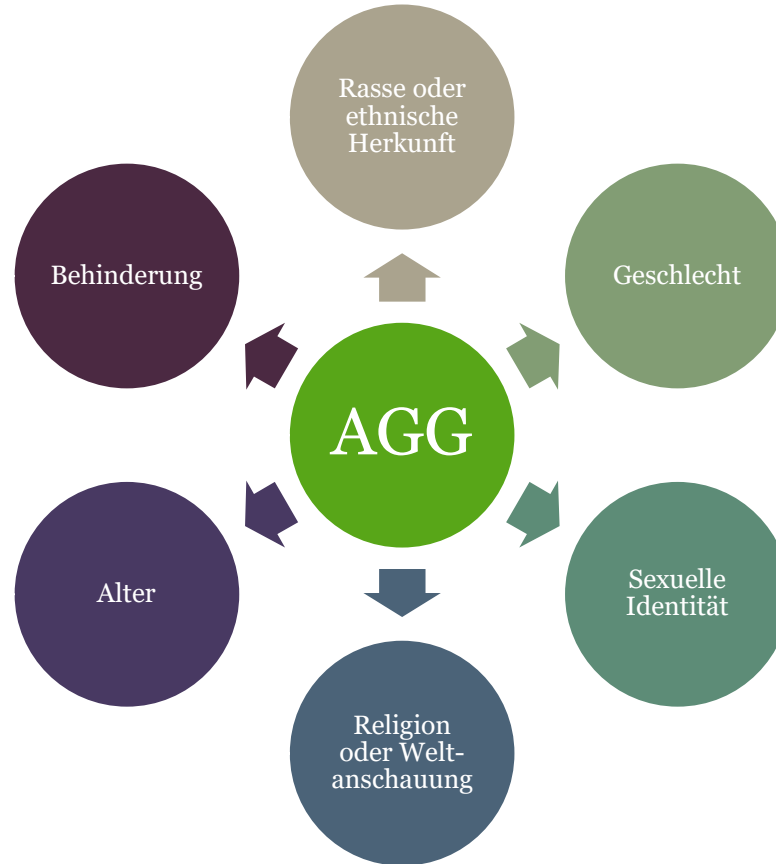 Rasse oder
ethnische
Herkunft
Behinderung
Geschlecht
AGG
Alter
Sexuelle
Identität
Religion
oder Welt-
anschauung